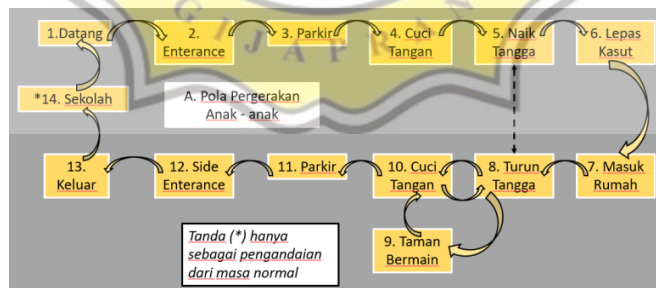 1.Datang
2.
Enterance
3. Parkir
4. Cuci
Tangan
5. Naik
Tangga
6. Lepas
Kasut
GIJAPRAN
*14. Sekolah
A. Pola Pergerakan
Anak - anak
13.
Keluar
12. Side
Enterance
11. Parkir
10. Cuci
Tangan
8. Turun
Tangga
7. Masuk
Rumah
9. Taman
Bermain
Tanda (*) hanya
sebagai pengandaian
dari masa normal